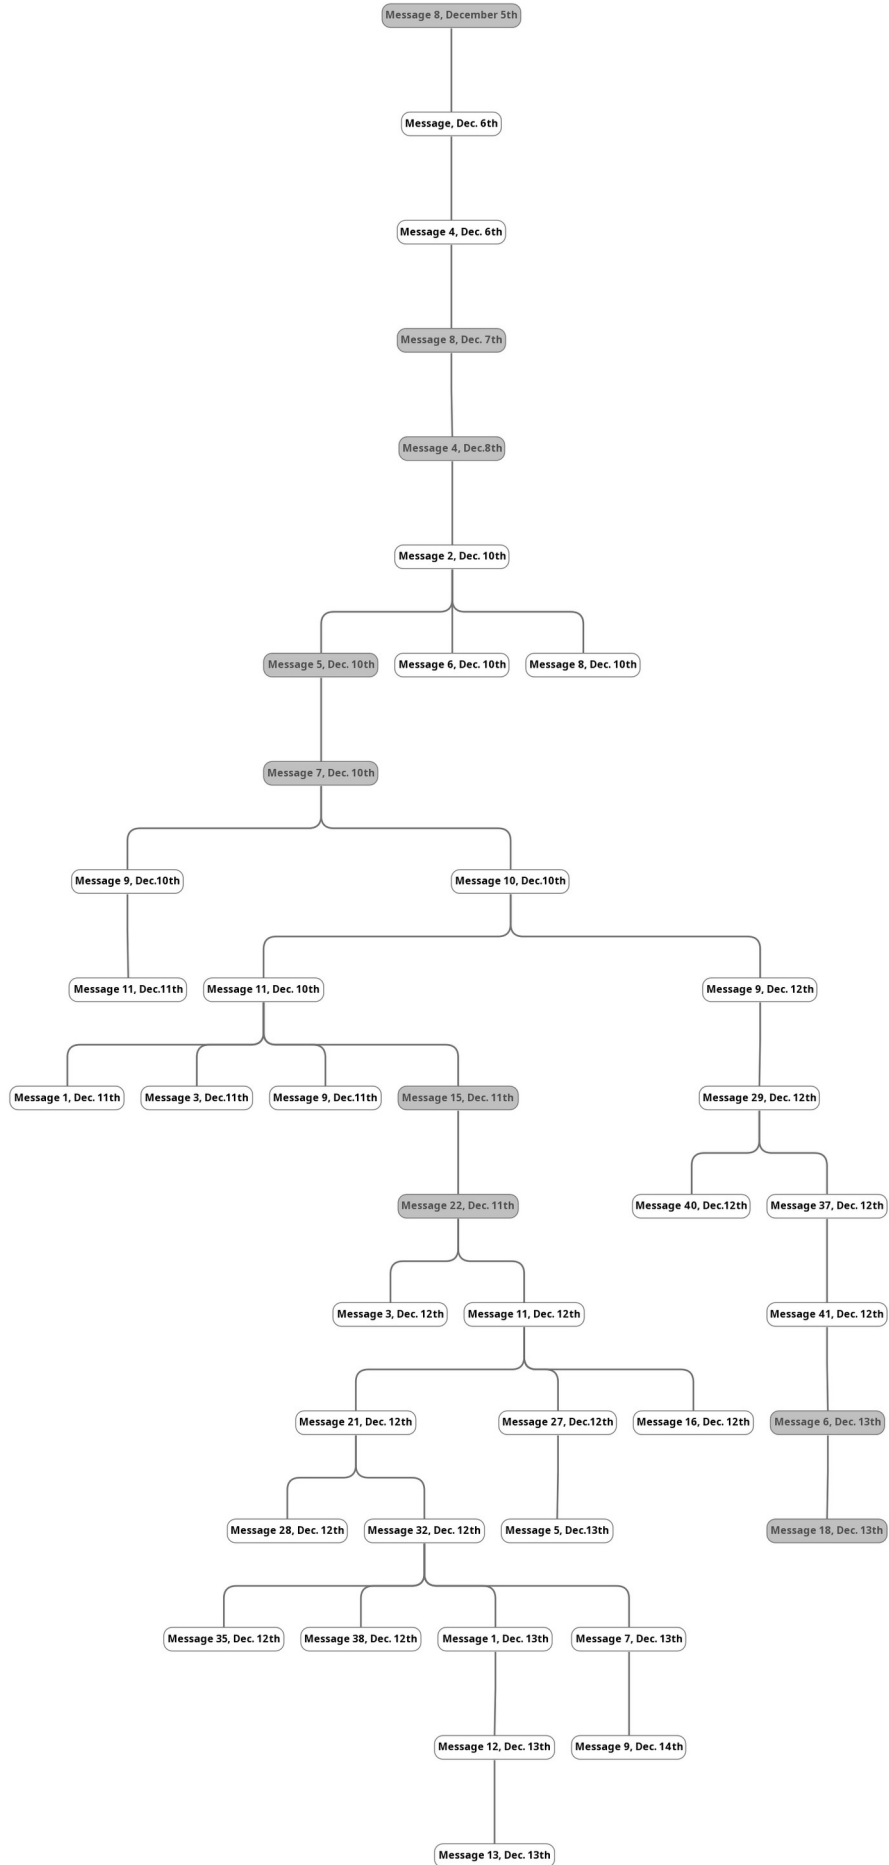 Message 8, December 5th
Message, Dec. 6th
Message 4, Dec. 6th
Message 8, Dec. 7th
Message 4, Dec.8th
Message 2, Dec. 10th
Message 5, Dec. 10th
Message 6, Dec. 10th
Message 8, Dec. 10th
Message 7, Dec. 10th
Message 9, Dec.10th
Message 10, Dec.10th
Message 11, Dec.11th
Message 11, Dec. 10th
Message 9, Dec. 12th
Message 1, Dec. 11th
Message 3, Dec.11th
Message 9, Dec.11th
Message 15, Dec. 11th
Message 29, Dec. 12th
Message 22, Dec. 11th
Message 40, Dec.12th
Message 37, Dec. 12th
Message 3, Dec. 12th
Message 11, Dec. 12th
Message 41, Dec. 12th
Message 21, Dec. 12th
Message 27, Dec.12th
Message 16, Dec. 12th
Message 6, Dec. 13th
Message 28, Dec. 12th
Message 32, Dec. 12th
Message 5, Dec.13th
Message 18, Dec. 13th
Message 35, Dec. 12th
Message 38, Dec. 12th
Message 1, Dec. 13th
Message 7, Dec. 13th
Message 12, Dec. 13th
Message 9, Dec. 14th
Message 13, Dec. 13th